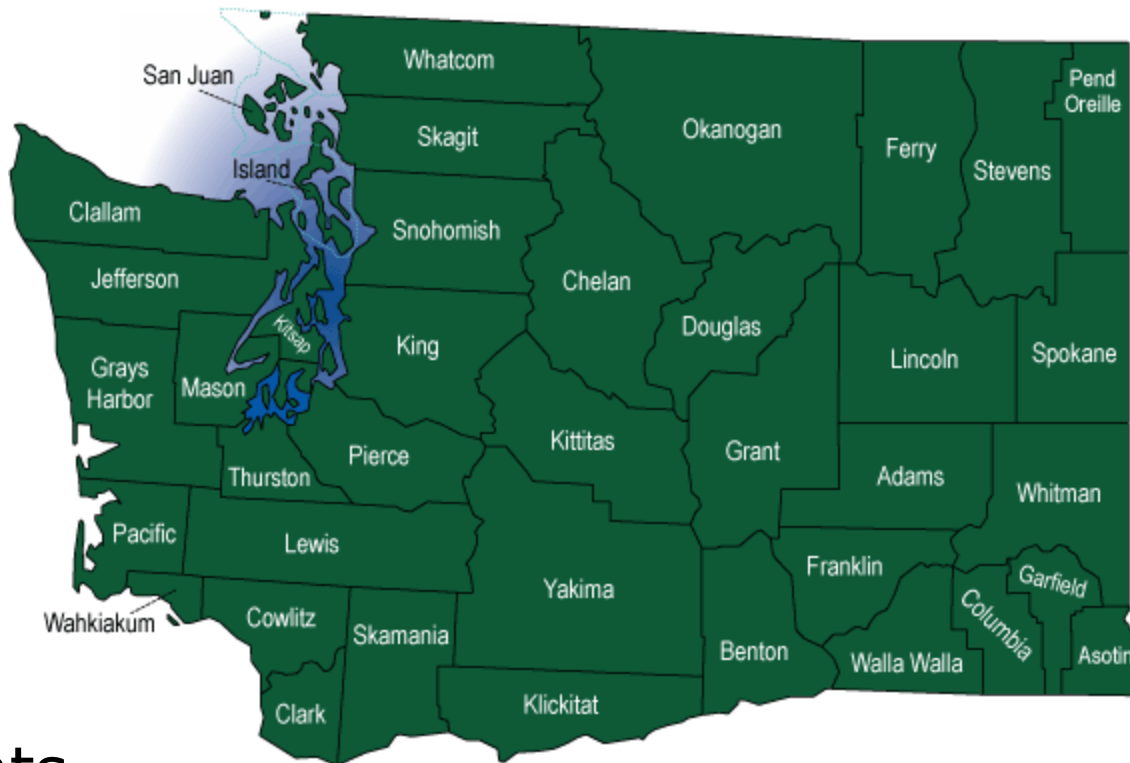 Whatcom
San Juan
Pend
Oreille
Skagit
Okanogan
Ferry
Stevens
Island
Clallam
Snohomish
Jefferson
Chelan
Douglas
Kitsap
King
Lincoln
Spokane
Grays
Harbor
Mason
Kittitas
Grant
Pierce
Thurston
Adams
Whitman
Pacific
Lewis
Franklin
Garfield
Yakima
Wahkiakum
Cowlitz
Skamania
Columbia
Benton
Walla Walla
Asotin
Clark
Klickitat